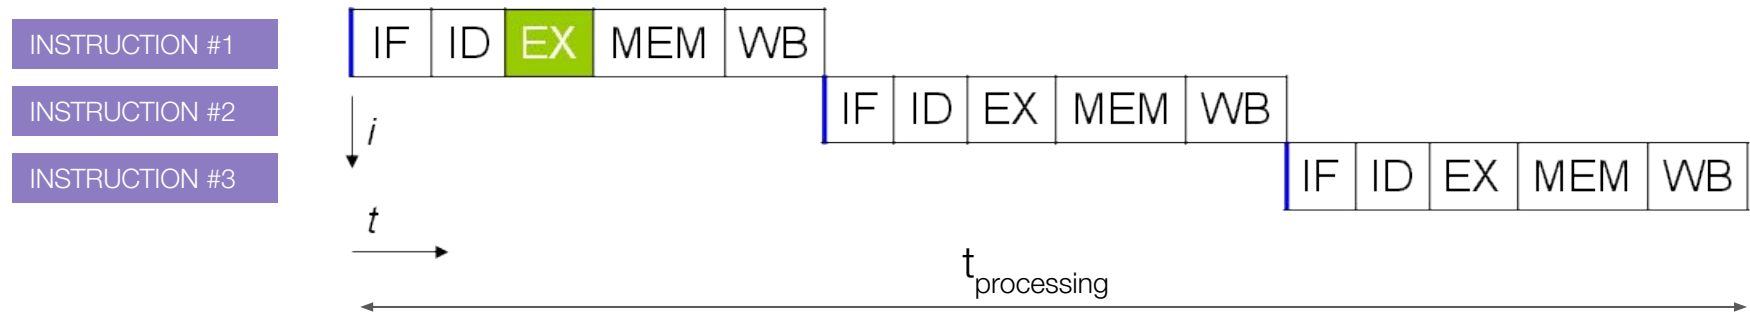 INSTRUCTION #1 IF ID EX MEM WB
INSTRUCTION #2 IF ID EX MEM WB
i
INSTRUCTION #3 IF ID EX MEM WB
t
tprocessing